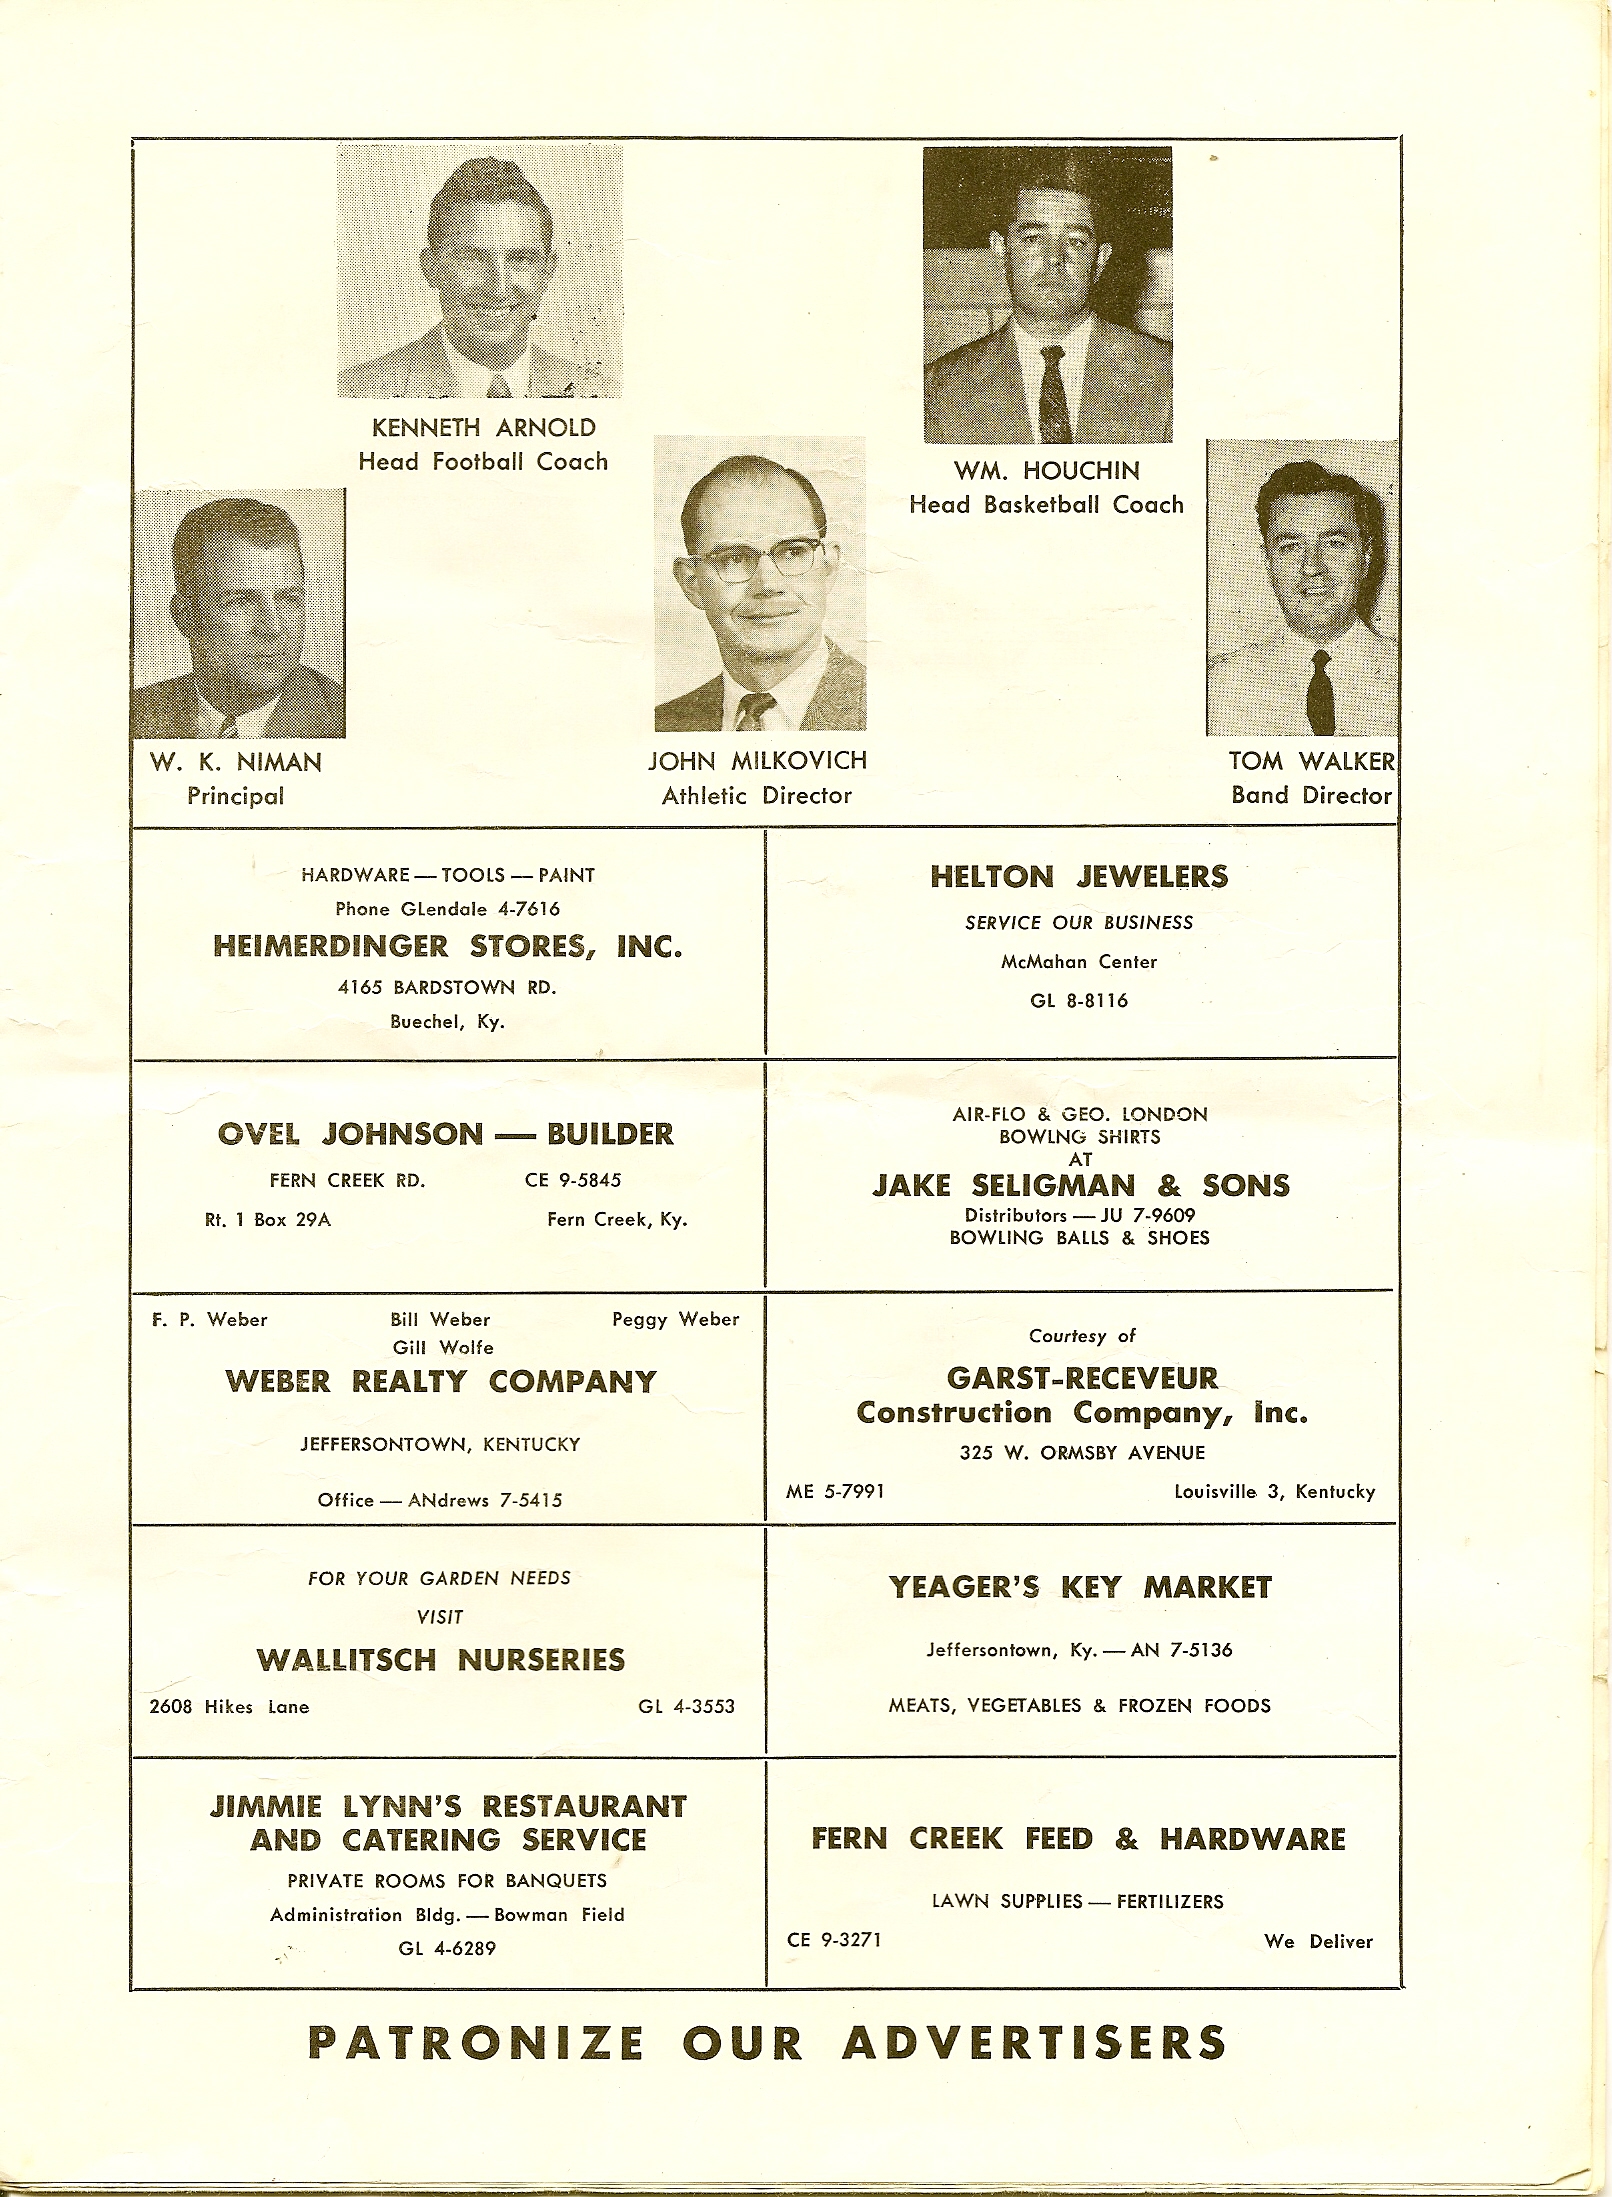 KENNETH ARNOLD
Head Football Coach
WM. HOUCHIN
Head Basketball Coach
W. K. NIMAN
Principal
JOHN MILKOVICH
Athletic Director
TOM WALKER
Band Director
HARDWARE — TOOLS — PAINT
Phone GLendale 4-7616
HEIMERDINGER STORES, INC.
4165 BARDSTOWN RD.
Buechel, Ky.
HELTON JEWELERS
SERVICE OUR BUSINESS
McMahan Center
GL 8-8116
OVEL JOHNSON — BUILDER
FERN CREEK RD. CE 9-5845
Rt. 1 Box 29A Fern Creek, Ky.
AIR-FLO & GEO. LONDON
BOWLNG SHIRTS
AT
JAKE SELIGMAN & SONS
Distributors — JU 7-9609
BOWLING BALLS & SHOES
F. P. Weber Bill Weber Peggy Weber
Gill Wolfe
WEBER REALTY COMPANY
JEFFERSONTOWN, KENTUCKY
Office — ANdrews 7-5415
Courtesy of
GARST-RECEVEUR
Construction Company, Inc.
325 W. ORMSBY AVENUE
ME 5-7991 Louisville 3, Kentucky
FOR YOUR GARDEN NEEDS
VISIT
WALLITSCH NURSERIES
2608 Hikes Lane GL 4-3553
YEAGER'S KEY MARKET
Jeffersontown, Ky. — AN 7-5136
MEATS, VEGETABLES & FROZEN FOODS
JIMMIE LYNN'S RESTAURANT
AND CATERING SERVICE
PRIVATE ROOMS FOR BANQUETS
Administration Bldg. — Bowman Field
GL 4-6289
FERN CREEK FEED & HARDWARE
LAWN SUPPLIES — FERTILIZERS
CE 9-3271 We Deliver
PATRONIZE OUR ADVERTISERS